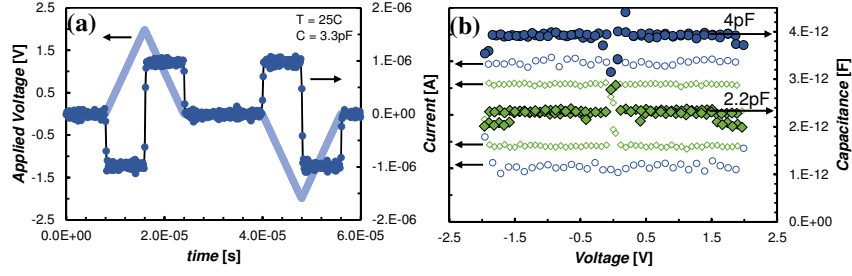 (a)
T = 25C
C = 3.3pF
Applied Voltage [V]
2.5
1.5
0.5
-0.5
-1.5
-2.5
2.E-06
1.E-06
0.E+00
-1.E-06
-2.E-06
0.0E+00 2.0E-05 4.0E-05 6.0E-05
time [s]
(b)
4pF
2.2pF
Current [A]
Capacitance [F]
4.E-12
3.E-12
2.E-12
1.E-12
0.E+00
-2.5 -1.5 -0.5 0.5 1.5 2.5
Voltage [V]